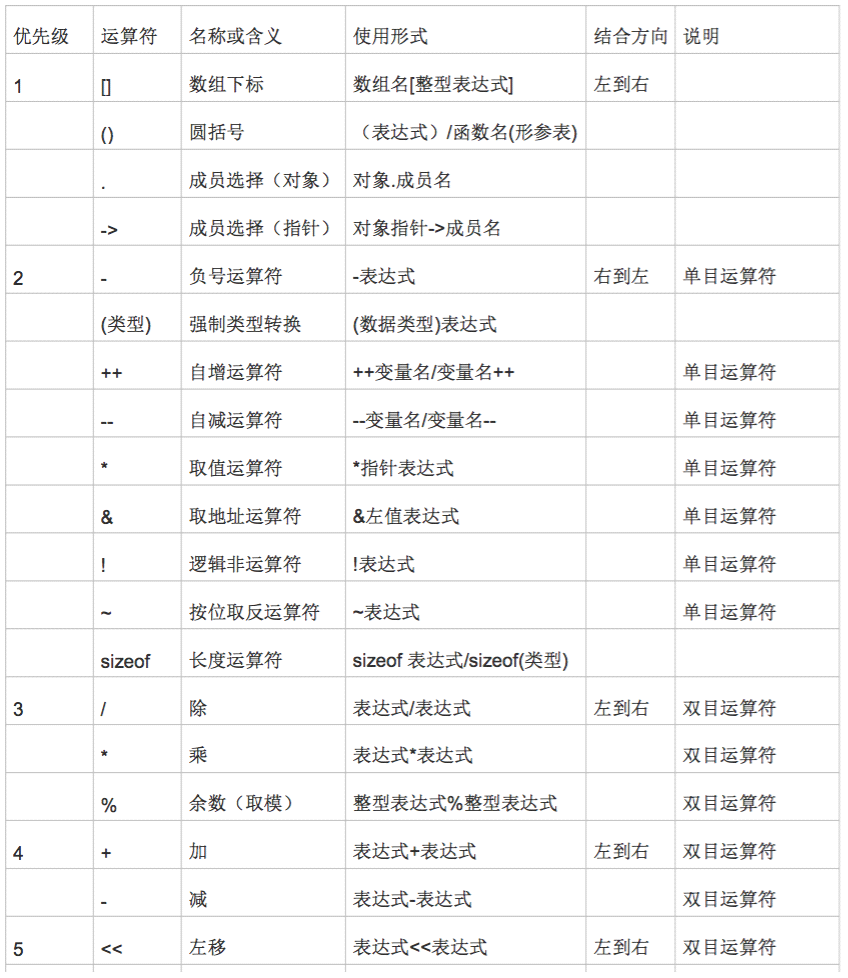 优先级 运算符 名称或含义 使用形式 结合方向 说明
1 [] 数组下标 数组名[整型表达式] 左到右
() 圆括号 （表达式）/函数名(形参表)
. 成员选择（对象） 对象.成员名
-> 成员选择（指针） 对象指针->成员名
2 - 负号运算符 -表达式 右到左 单目运算符
(类型) 强制类型转换 (数据类型)表达式
++ 自增运算符 ++变量名/变量名++ 单目运算符
-- 自减运算符 --变量名/变量名-- 单目运算符
* 取值运算符 *指针表达式 单目运算符
& 取地址运算符 &左值表达式 单目运算符
! 逻辑非运算符 !表达式 单目运算符
~ 按位取反运算符 ~表达式 单目运算符
sizeof 长度运算符 sizeof 表达式/sizeof(类型)
3 / 除 表达式/表达式 左到右 双目运算符
* 乘 表达式*表达式 双目运算符
% 余数（取模） 整型表达式%整型表达式 双目运算符
4 + 加 表达式+表达式 左到右 双目运算符
- 减 表达式-表达式 双目运算符
5 << 左移 表达式<<表达式 左到右 双目运算符